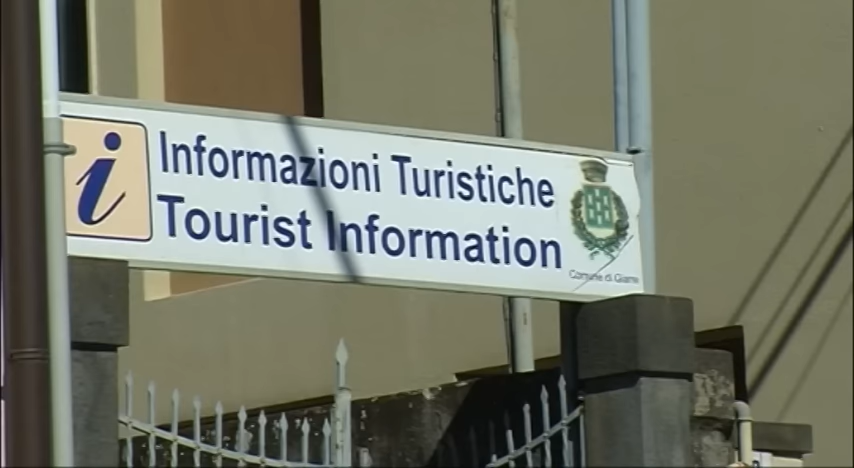 i
Informazioni Turistiche
Tourist Information
Comune di Giarre